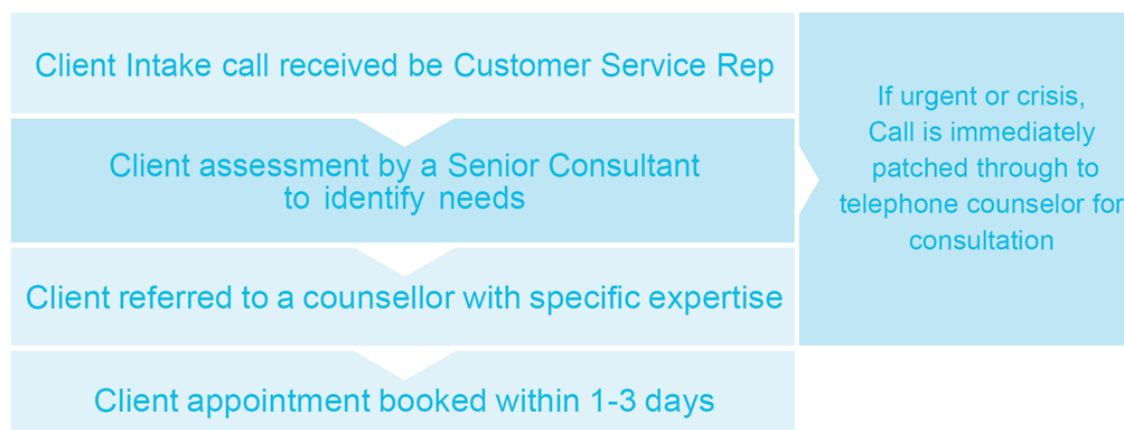 Client Intake call received be Customer Service Rep
Client assessment by a Senior Consultant
to identify needs
Client referred to a counsellor with specific expertise
Client appointment booked within 1-3 days
If urgent or crisis,
Call is immediately
patched through to
telephone counselor for
consultation